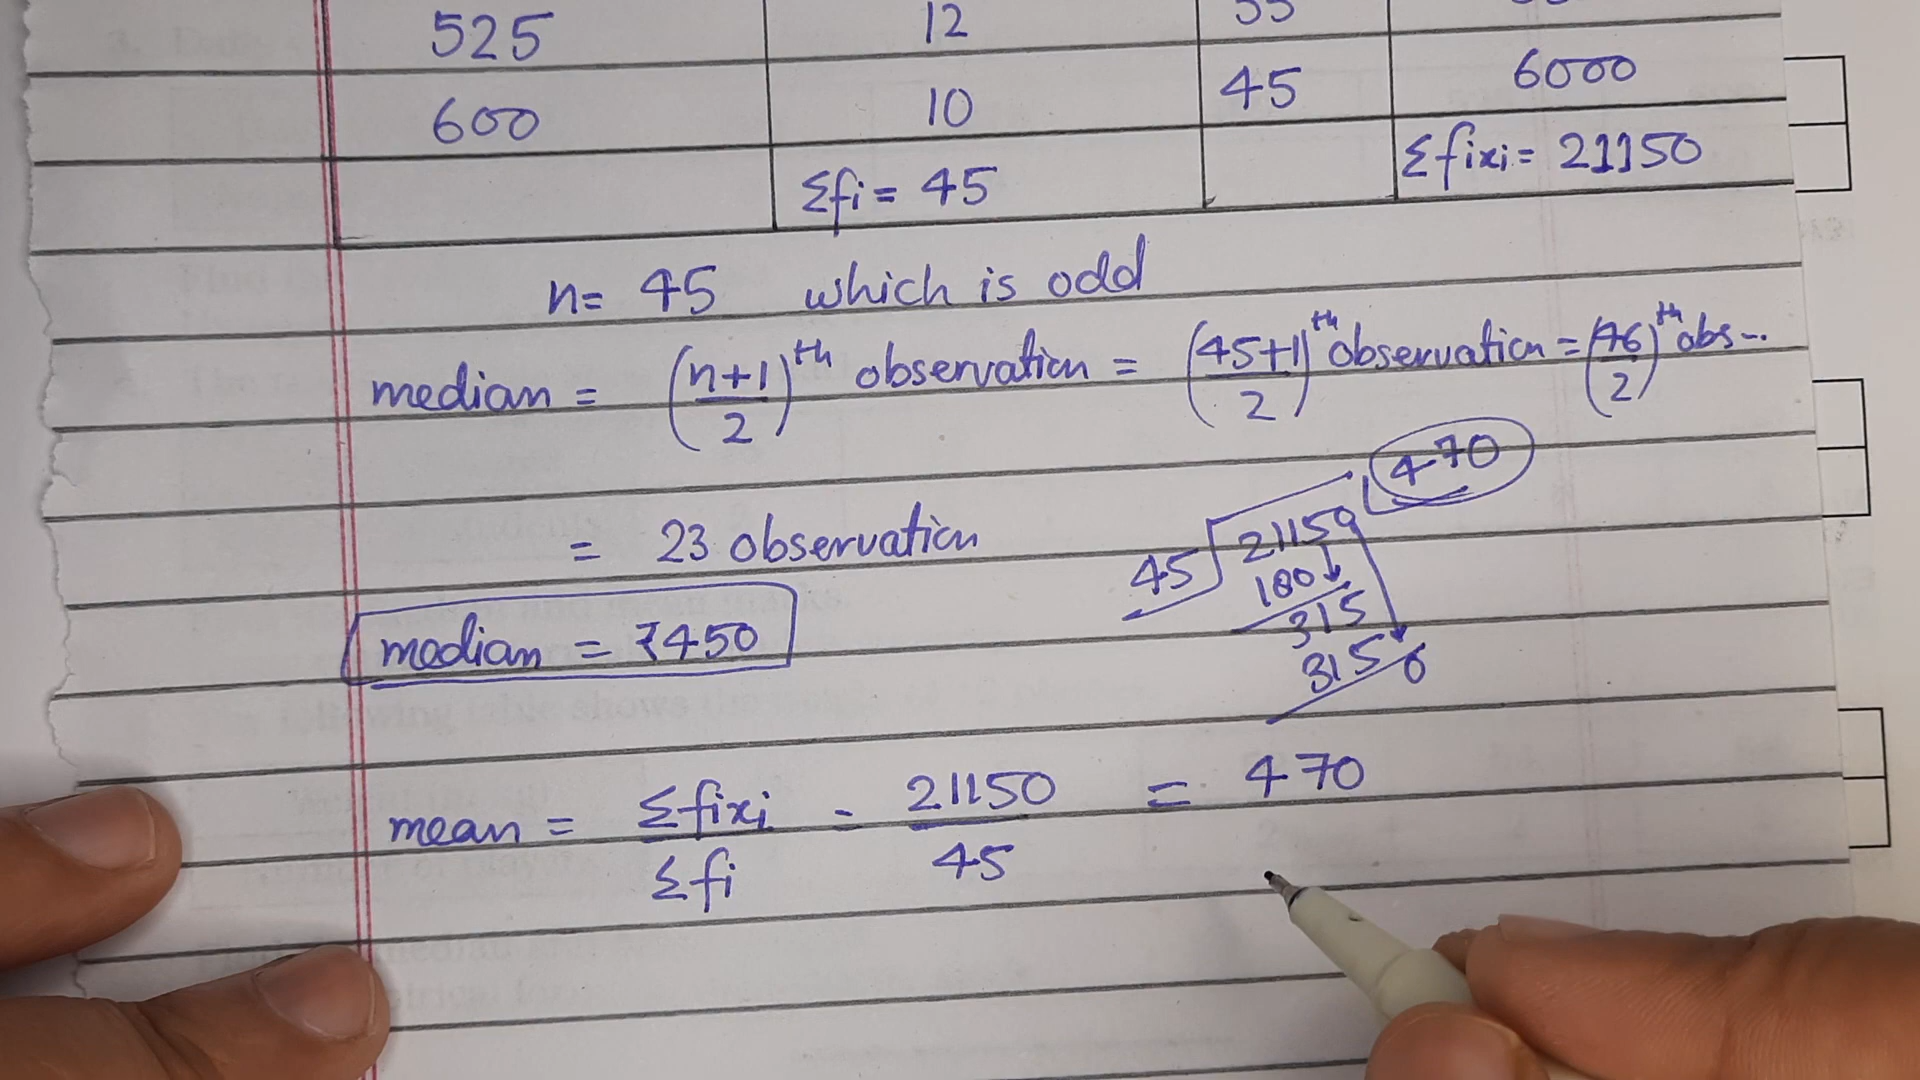 525 12 35
600 10 45 6000
Σfi = 45 Σfixi = 21150
n = 45 which is odd
median = (n+1/2)th observation = (45+1/2)th observation = (46/2)th obs...
= 23 observation
470
45 21150
180
315
3150
median = ₹450
mean = Σfixi/Σfi = 21150/45 = 470